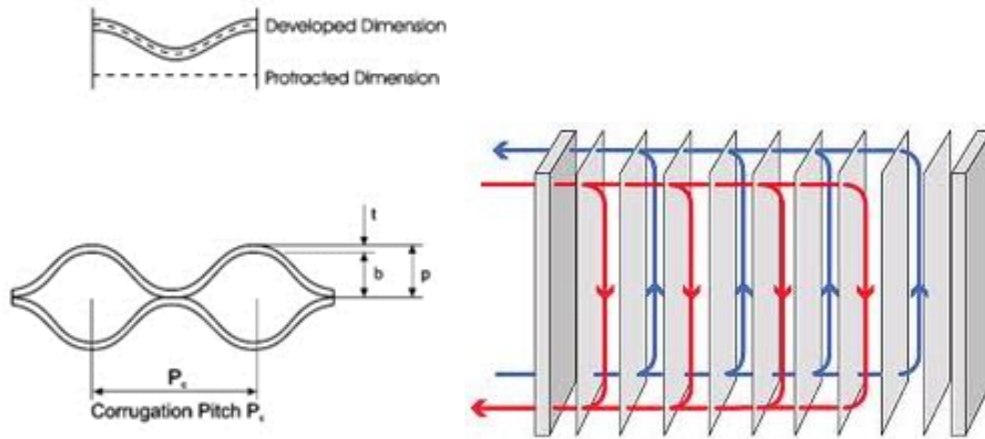 Developed Dimension
Protracted Dimension
t
b
p
Pc
Corrugation Pitch Pc